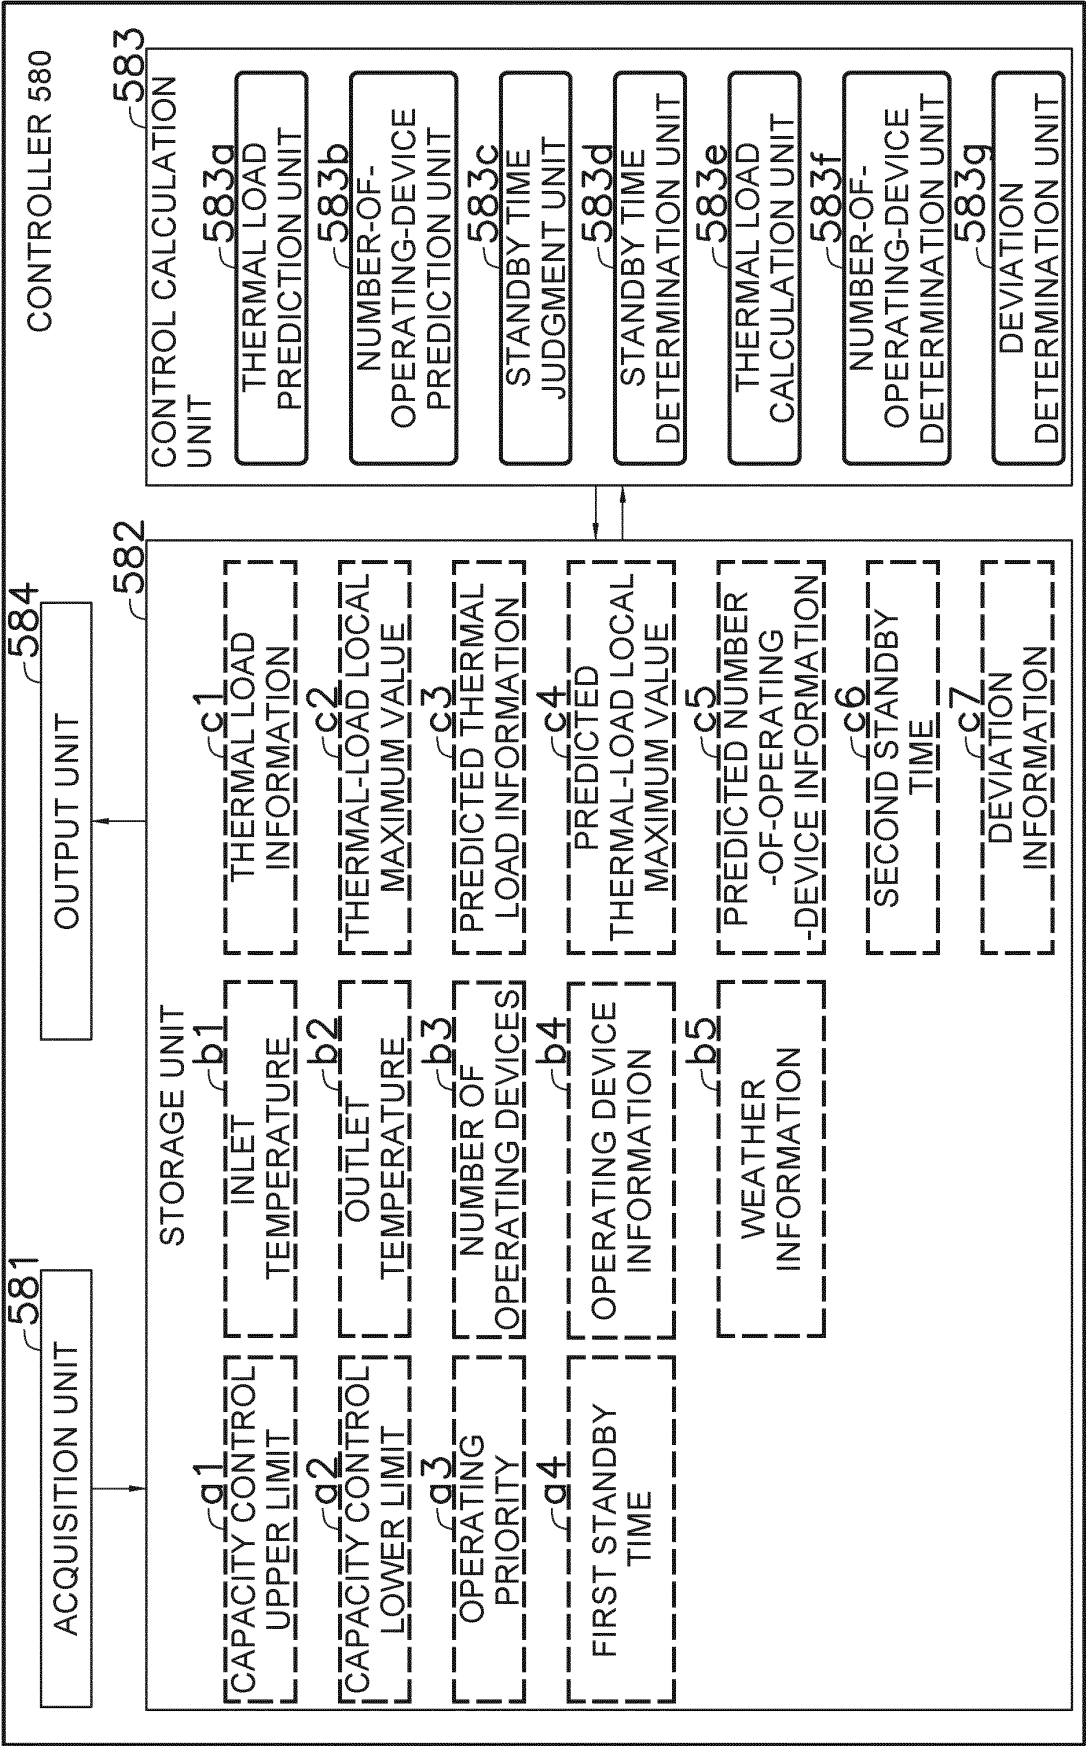 CONTROLLER 580
581
ACQUISITION UNIT
584
OUTPUT UNIT
582
STORAGE UNIT
a1
CAPACITY CONTROL
UPPER LIMIT
a2
CAPACITY CONTROL
LOWER LIMIT
a3
OPERATING
PRIORITY
a4
FIRST STANDBY
TIME
b1
INLET
TEMPERATURE
b2
OUTLET
TEMPERATURE
b3
NUMBER OF
OPERATING DEVICES
b4
OPERATING DEVICE
INFORMATION
b5
WEATHER
INFORMATION
c1
THERMAL LOAD
INFORMATION
c2
THERMAL-LOAD LOCAL
MAXIMUM VALUE
c3
PREDICTED THERMAL
LOAD INFORMATION
c4
PREDICTED
THERMAL-LOAD LOCAL
MAXIMUM VALUE
c5
PREDICTED NUMBER
-OF-OPERATING
-DEVICE INFORMATION
c6
SECOND STANDBY
TIME
c7
DEVIATION
INFORMATION
583
CONTROL CALCULATION
UNIT
583a
THERMAL LOAD
PREDICTION UNIT
583b
NUMBER-OF-
OPERATING-DEVICE
PREDICTION UNIT
583c
STANDBY TIME
JUDGMENT UNIT
583d
STANDBY TIME
DETERMINATION UNIT
583e
THERMAL LOAD
CALCULATION UNIT
583f
NUMBER-OF-
OPERATING-DEVICE
DETERMINATION UNIT
583g
DEVIATION
DETERMINATION UNIT